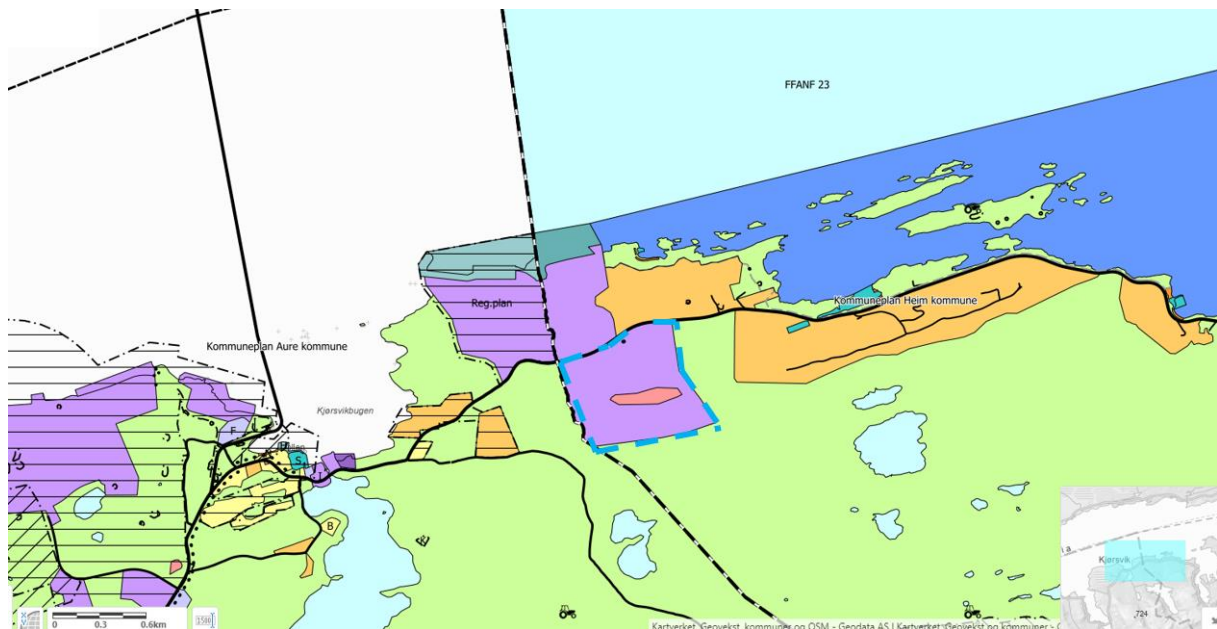 FFANF 23
Kommuneplan Heim kommune
Reg.plan
Kommuneplan Aure kommune
Kjørsvikbugen
F
S
B
0 0.3 0.6km
1500
Kjørsvik
724
Kartverket, Geovekst, kommuner og OSM - Geodata AS | Kartverket, Geovekst og kommuner -